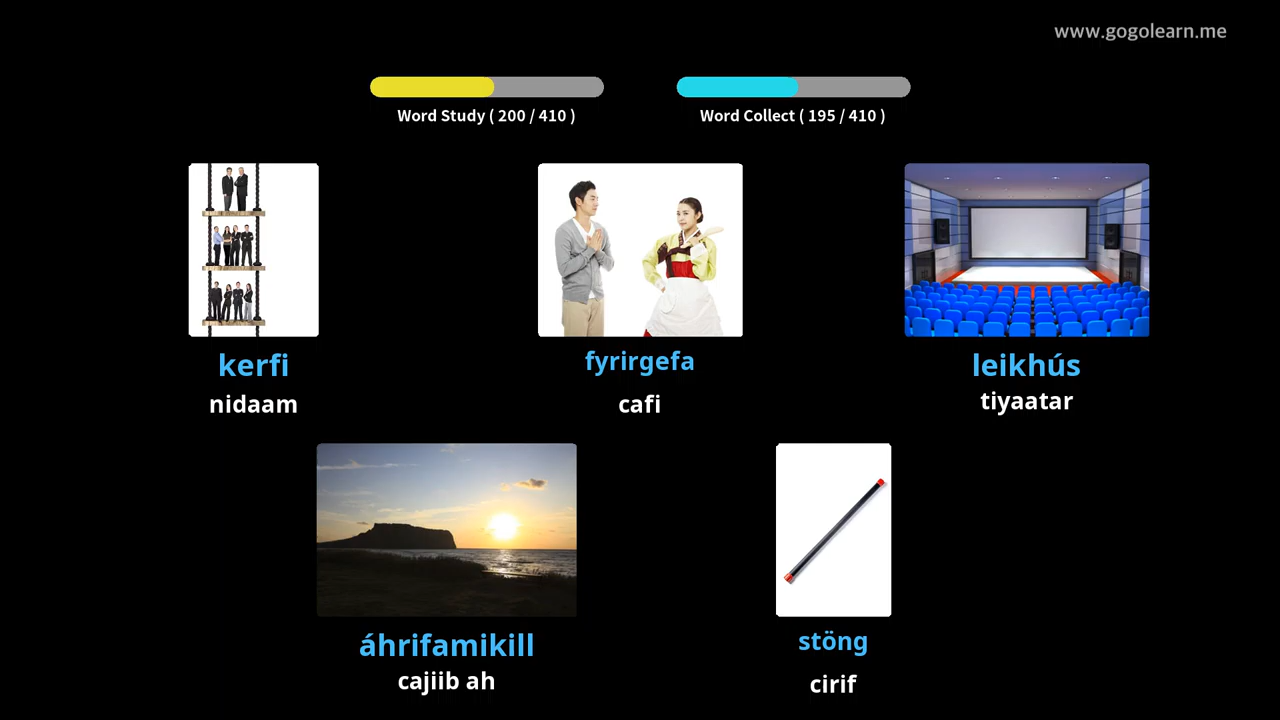 www.gogolearn.me
Word Study ( 200 / 410 )
Word Collect ( 195 / 410 )
kerfi
nidaam
fyrirgefa
cafi
leikhús
tiyaatar
áhrifamikill
cajiib ah
stöng
cirif